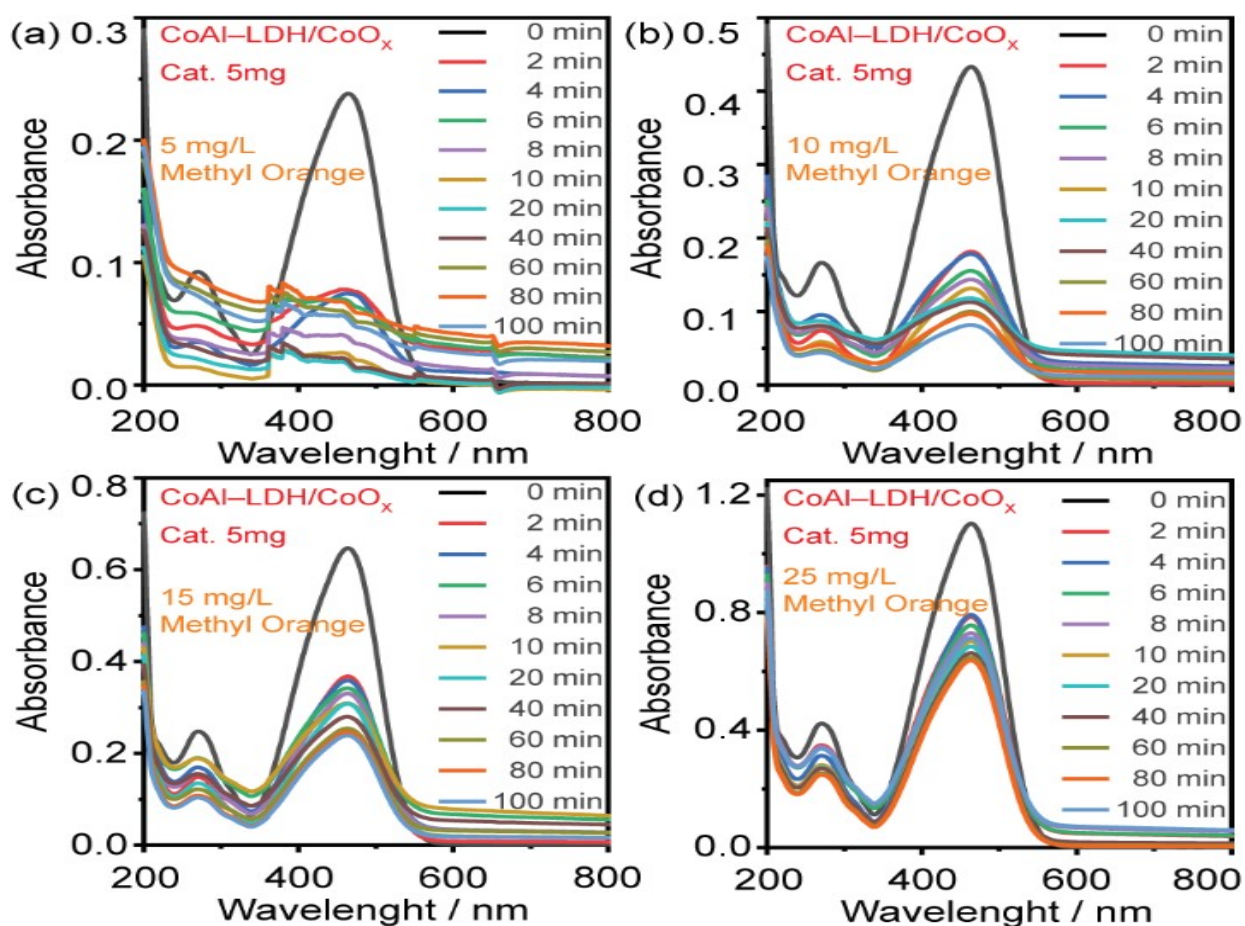 (a)
0.3
0.2
0.1
0.0
Absorbance
CoAl–LDH/CoOx
Cat. 5mg
5 mg/L
Methyl Orange
0 min
2 min
4 min
6 min
8 min
10 min
20 min
40 min
60 min
80 min
100 min
200 400 600 800
Wavelenght / nm
(b)
0.5
0.4
0.3
0.2
0.1
0.0
Absorbance
CoAl–LDH/CoOx
Cat. 5mg
10 mg/L
Methyl Orange
0 min
2 min
4 min
6 min
8 min
10 min
20 min
40 min
60 min
80 min
100 min
200 400 600 800
Wavelenght / nm
(c)
0.8
0.6
0.4
0.2
0.0
Absorbance
CoAl–LDH/CoOx
Cat. 5mg
15 mg/L
Methyl Orange
0 min
2 min
4 min
6 min
8 min
10 min
20 min
40 min
60 min
80 min
100 min
200 400 600 800
Wavelenght / nm
(d)
1.2
0.8
0.4
0.0
Absorbance
CoAl–LDH/CoOx
Cat. 5mg
25 mg/L
Methyl Orange
0 min
2 min
4 min
6 min
8 min
10 min
20 min
40 min
60 min
80 min
100 min
200 400 600 800
Wavelenght / nm